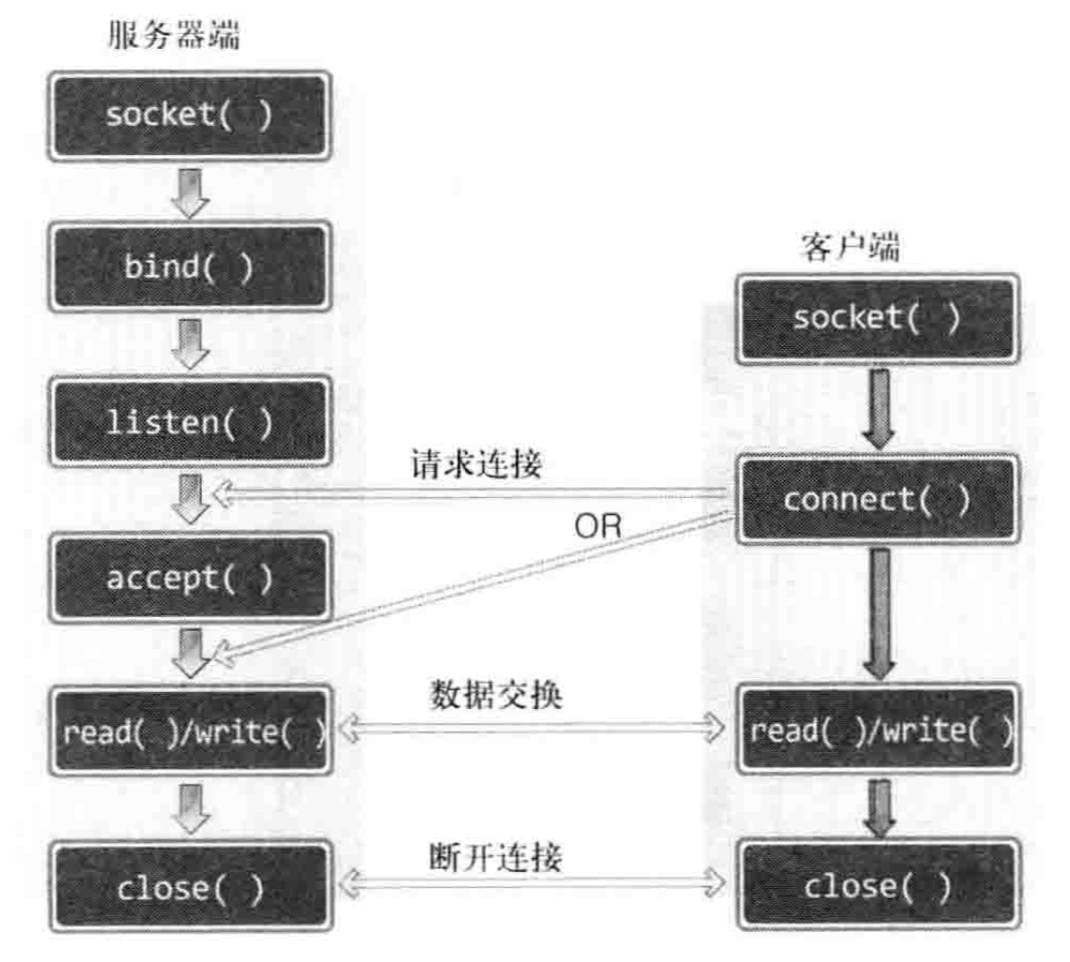 服务器端
socket( )
bind( )
客户端
socket( )
listen( )
请求连接
connect( )
OR
accept( )
数据交换
read( )/write( )
read( )/write( )
断开连接
close( )
close( )